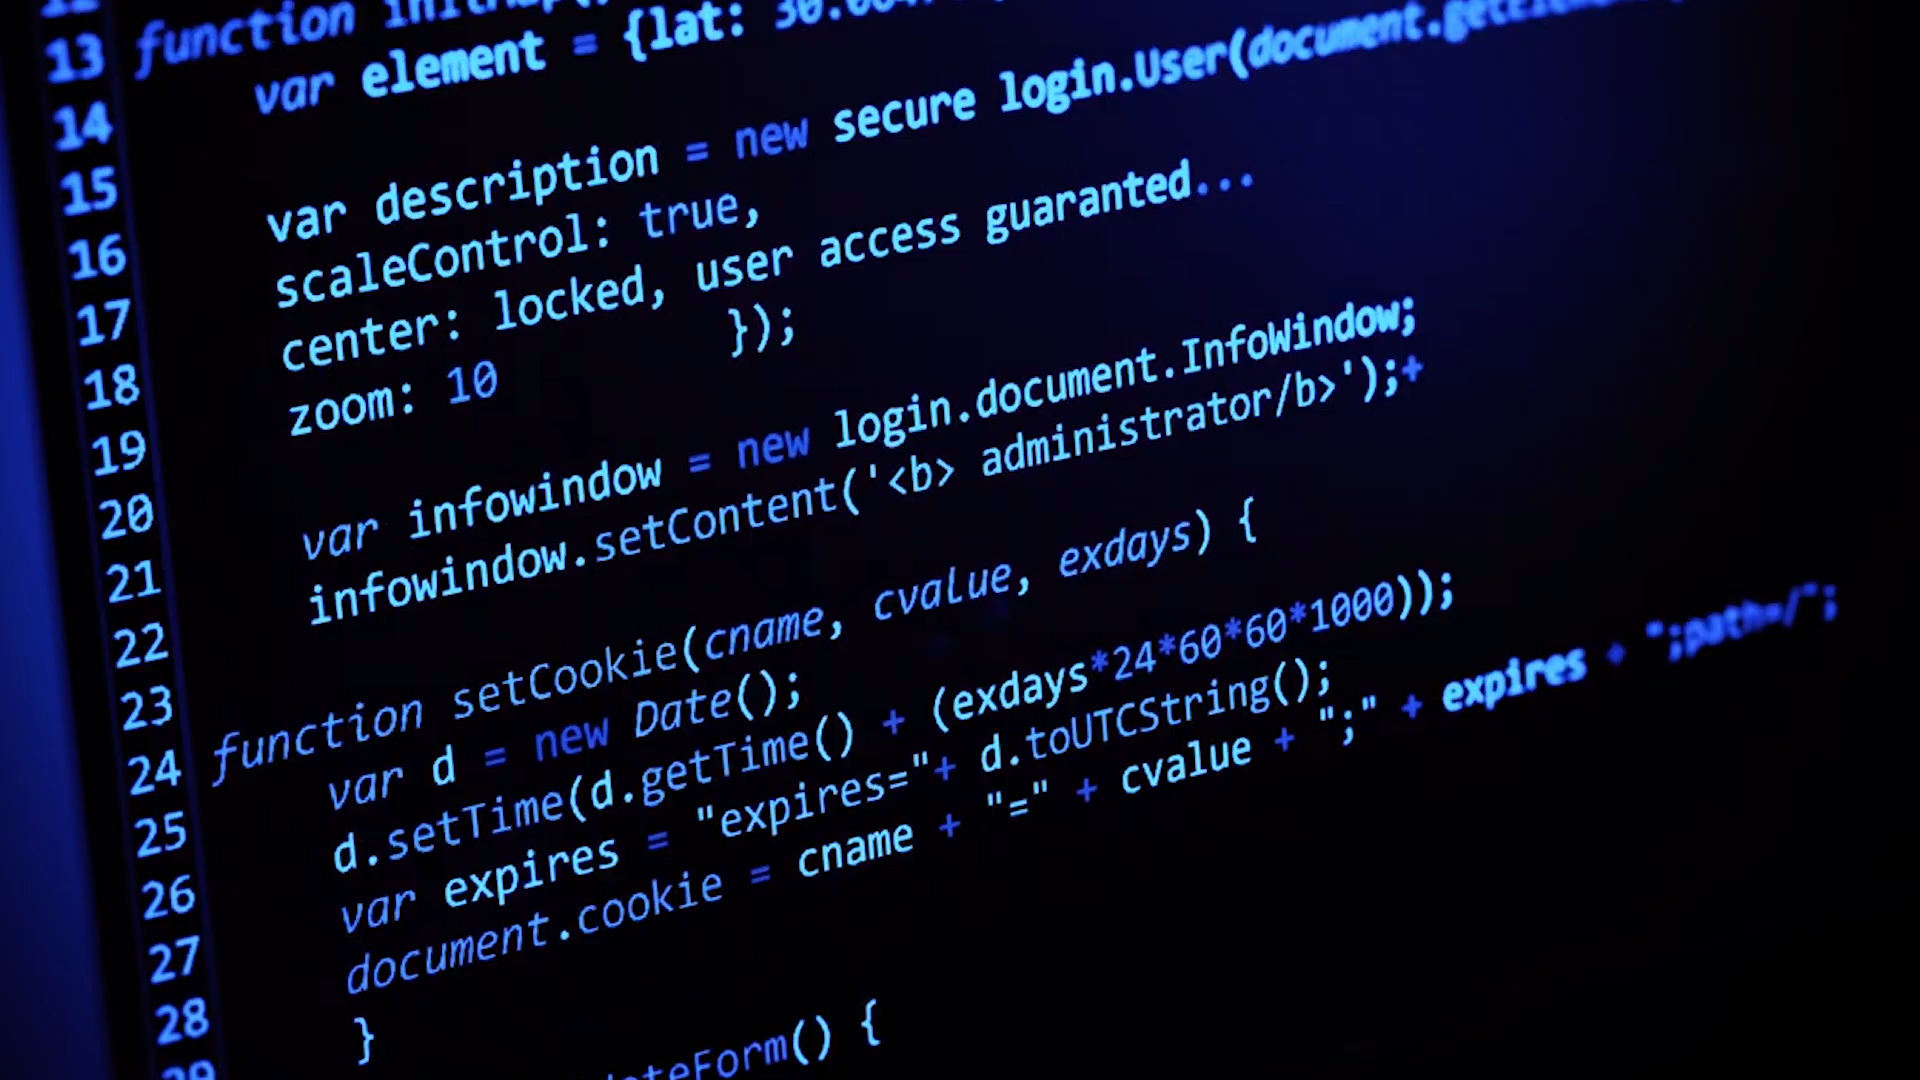 13 function
var element = {lat:
14
15 var description = new secure login.User(document.
16 scaleControl: true,
17 center: locked, user access guaranted...
18 zoom: 10 });
19
20 var infowindow = new login.document.InfoWindow;
21 infowindow.setContent('<b> administrator/b>');+
22
23 function setCookie(cname, cvalue, exdays) {
24 var d = new Date();
25 d.setTime(d.getTime() + (exdays*24*60*60*1000));
26 var expires = "expires="+ d.toUTCString();
27 document.cookie = cname + "=" + cvalue + ";" + expires + ";path=/";
28 }
29
() {